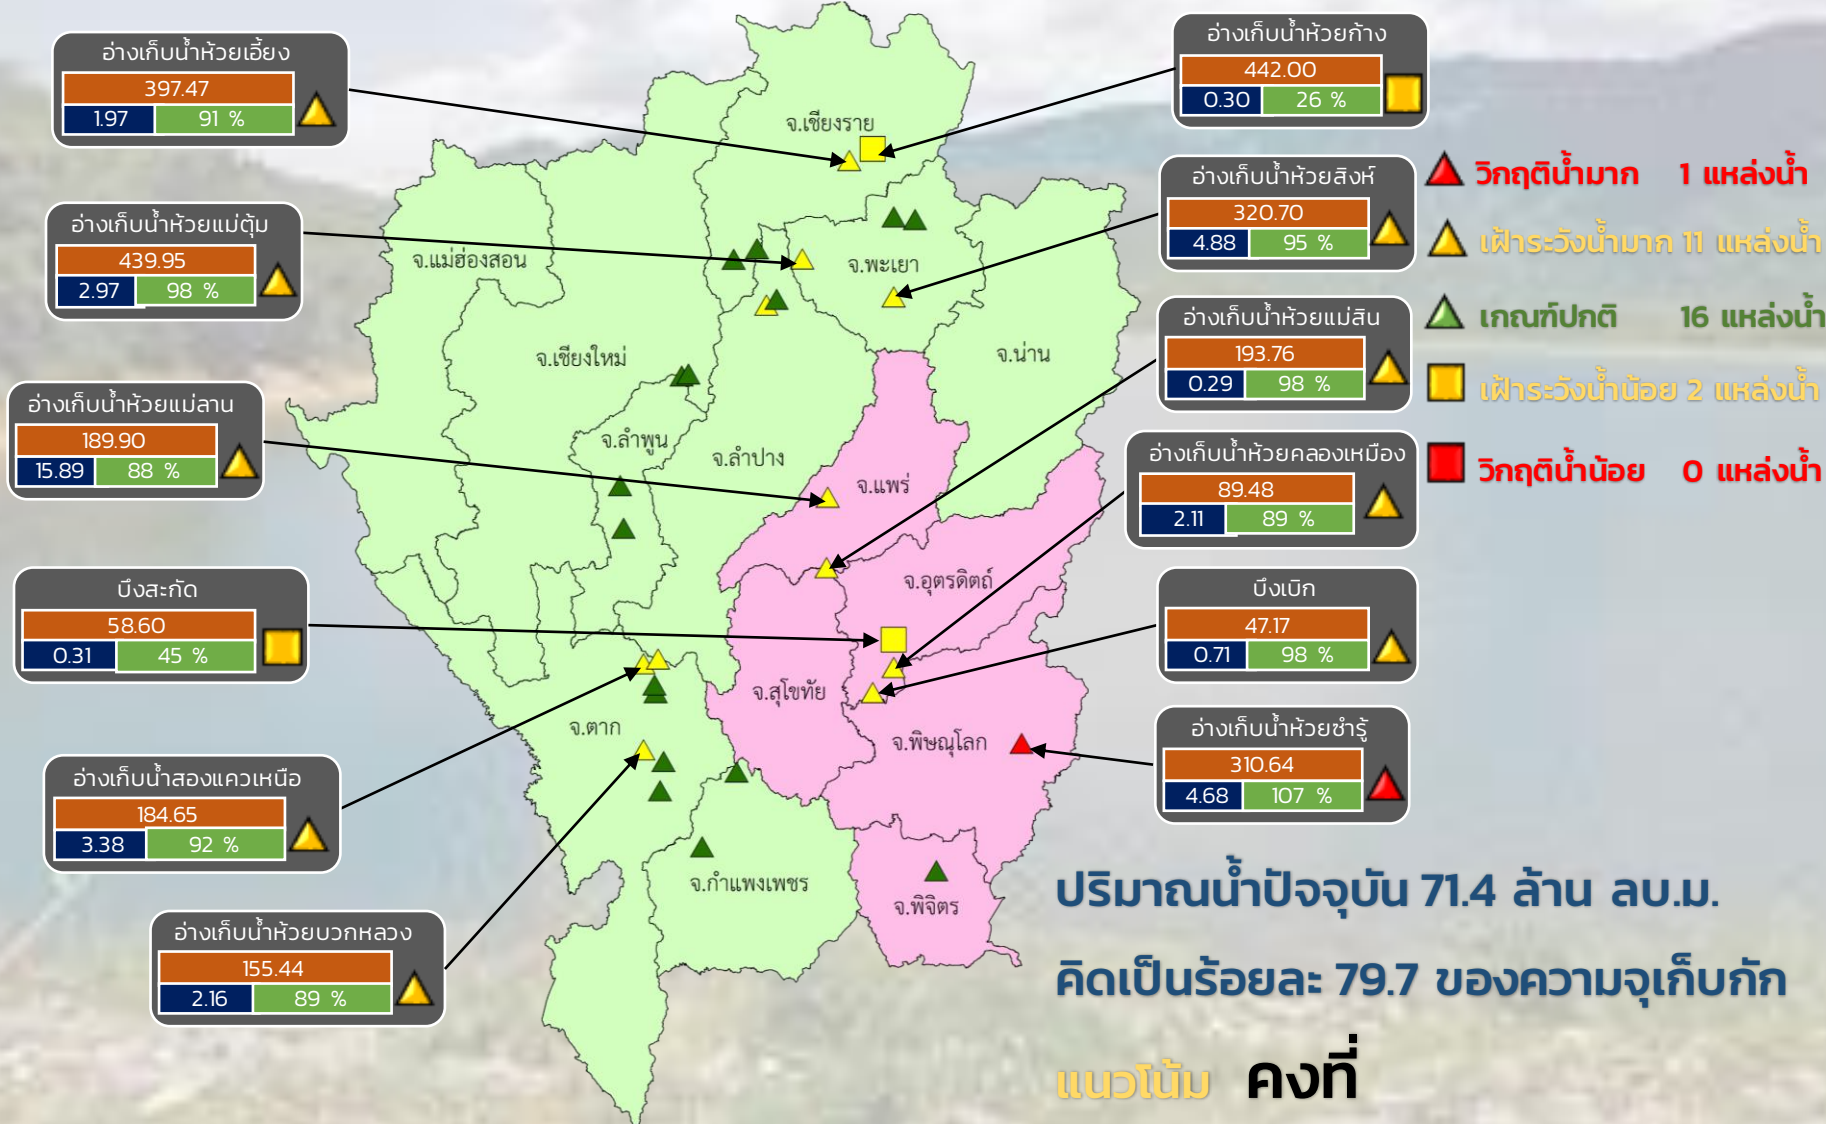 อ่างเก็บน้ำห้วยเอี้ยง
397.47
1.97 91 %
อ่างเก็บน้ำห้วยแม่ตุ้ม
439.95
2.97 98 %
อ่างเก็บน้ำห้วยแม่ลาน
189.90
15.89 88 %
บึงสะกัด
58.60
0.31 45 %
อ่างเก็บน้ำสองแควเหนือ
184.65
3.38 92 %
อ่างเก็บน้ำห้วยบวกหลวง
155.44
2.16 89 %
จ.เชียงราย
จ.แม่ฮ่องสอน
จ.พะเยา
จ.เชียงใหม่
จ.น่าน
จ.ลำพูน
จ.ลำปาง
จ.แพร่
จ.อุตรดิตถ์
จ.สุโขทัย
จ.ตาก
จ.พิษณุโลก
จ.กำแพงเพชร
จ.พิจิตร
อ่างเก็บน้ำห้วยก้าง
442.00
0.30 26 %
อ่างเก็บน้ำห้วยสิงห์
320.70
4.88 95 %
อ่างเก็บน้ำห้วยแม่สิน
193.76
0.29 98 %
อ่างเก็บน้ำห้วยคลองเหมือง
89.48
2.11 89 %
บึงเบิก
47.17
0.71 98 %
อ่างเก็บน้ำห้วยซำรู้
310.64
4.68 107 %
วิกฤติน้ำมาก 1 แหล่งน้ำ
เฝ้าระวังน้ำมาก 11 แหล่งน้ำ
เกณฑ์ปกติ 16 แหล่งน้ำ
เฝ้าระวังน้ำน้อย 2 แหล่งน้ำ
วิกฤติน้ำน้อย 0 แหล่งน้ำ
ปริมาณน้ำปัจจุบัน 71.4 ล้าน ลบ.ม.
คิดเป็นร้อยละ 79.7 ของความจุเก็บกัก
แนวโน้ม คงที่